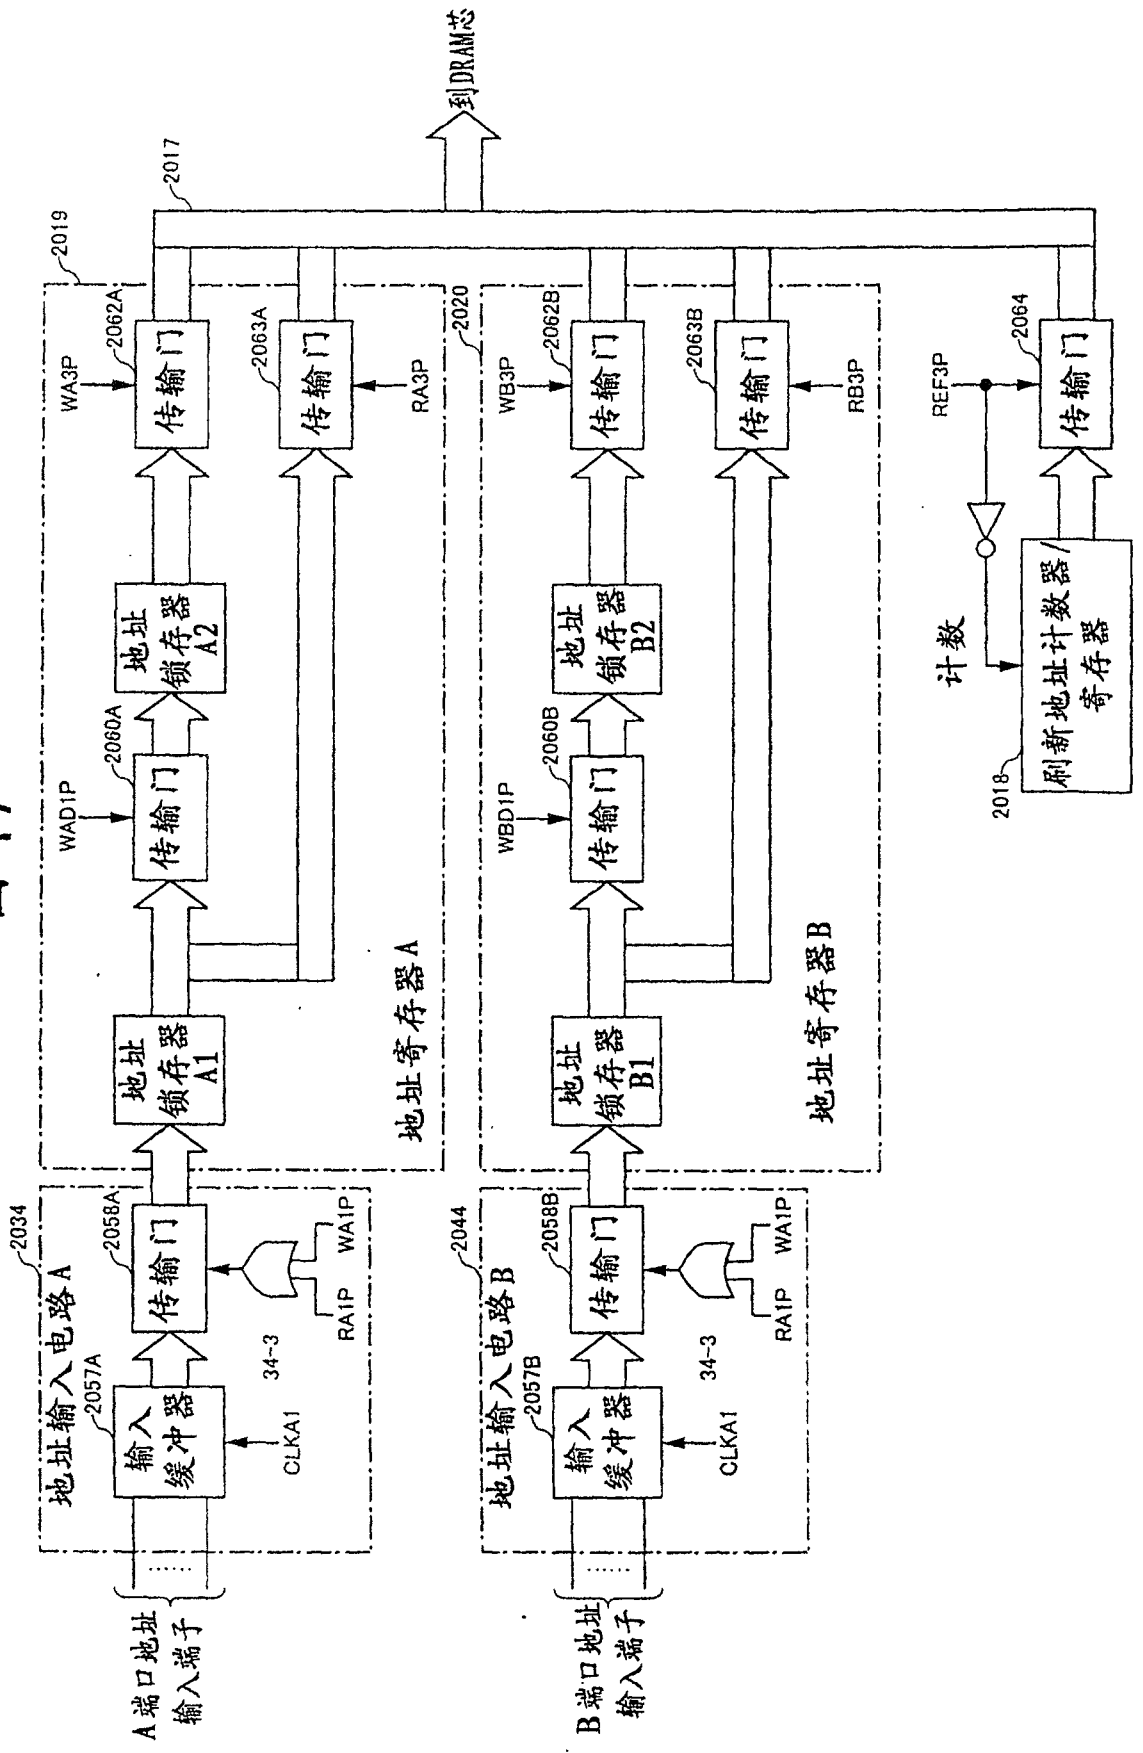 地址输入电路A
2034
A端口地址
输入端子
2057A
输入
缓冲器
CLKA1
34-3
2058A
传输门
RA1P
WA1P
2019
地址寄存器A
地址
锁存器
A1
WAD1P
2060A
传输门
地址
锁存器
A2
WA3P
2062A
传输门
2063A
传输门
RA3P
2017
到DRAM芯
地址输入电路B
2044
B端口地址
输入端子
2057B
输入
缓冲器
CLKA1
34-3
2058B
传输门
RA1P
WA1P
2020
地址寄存器B
地址
锁存器
B1
WBD1P
2060B
传输门
地址
锁存器
B2
WB3P
2062B
传输门
2063B
传输门
RB3P
计数
2018
刷新地址计数器/
寄存器
REF3P
2064
传输门